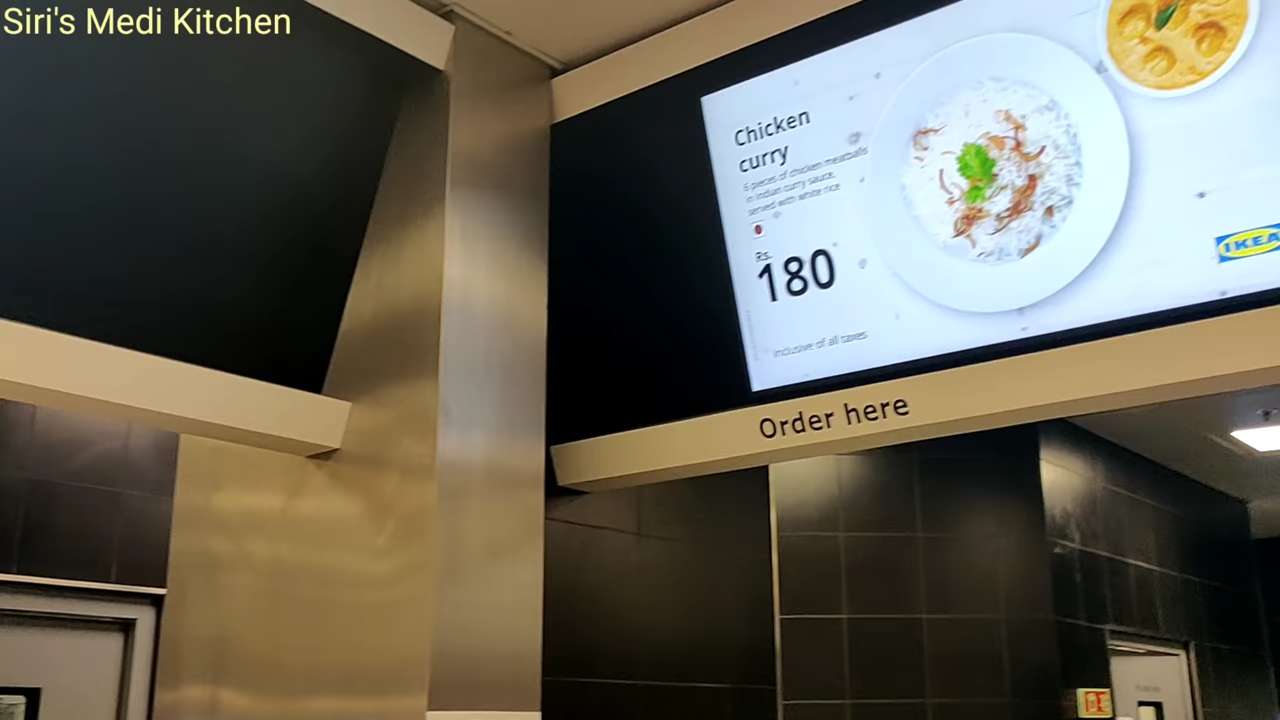 Siri's Medi Kitchen
Chicken
curry
6 pieces of chicken meatballs
in Indian curry sauce,
served with white rice
Rs.
180
Inclusive of all taxes
IKEA
Order here